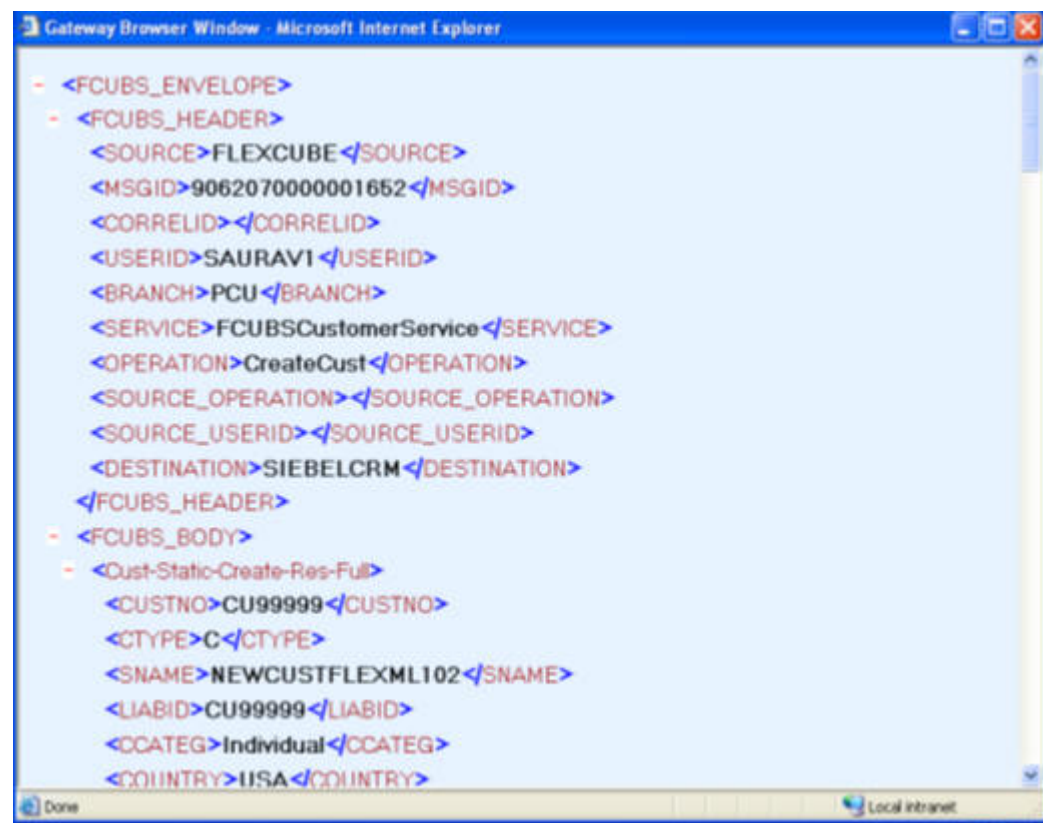 Gateway Browser Window - Microsoft Internet Explorer
- <FCUBS_ENVELOPE>
- <FCUBS_HEADER>
<SOURCE>FLEXCUBE</SOURCE>
<MSGID>9062070000001652</MSGID>
<CORRELID></CORRELID>
<USERID>SAURAV1</USERID>
<BRANCH>PCU</BRANCH>
<SERVICE>FCUBSCustomerService</SERVICE>
<OPERATION>CreateCust</OPERATION>
<SOURCE_OPERATION></SOURCE_OPERATION>
<SOURCE_USERID></SOURCE_USERID>
<DESTINATION>SIEBELCRM</DESTINATION>
</FCUBS_HEADER>
- <FCUBS_BODY>
- <Cust-Static-Create-Res-Full>
<CUSTNO>CU99999</CUSTNO>
<CTYPE>C</CTYPE>
<SNAME>NEWCUSTFLEXML102</SNAME>
<LIABID>CU99999</LIABID>
<CCATEG>Individual</CCATEG>
<COUNTRY>USA</COUNTRY>
Done Local intranet